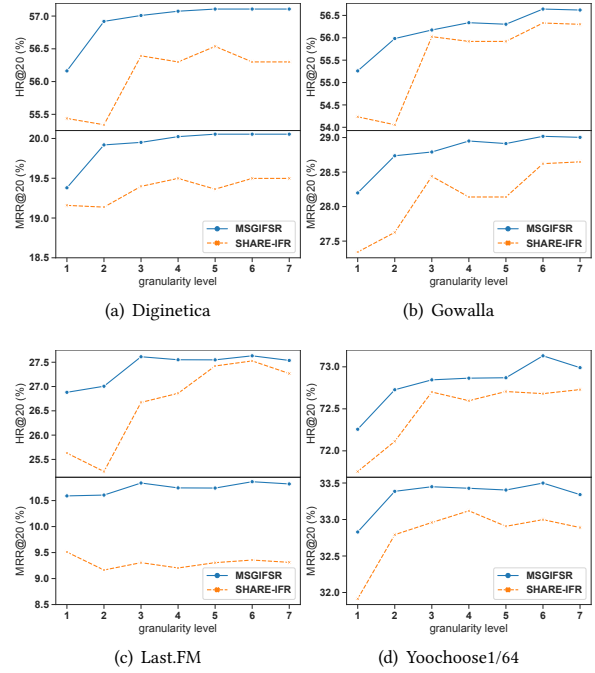 57.0
56.5
56.0
55.5
HR@20 (%)
20.0
19.5
19.0
18.5
MRR@20 (%)
MSGIFSR
SHARE-IFR
1 2 3 4 5 6 7
granularity level
(a) Diginetica
56.5
56.0
55.5
55.0
54.5
54.0
HR@20 (%)
29.0
28.5
28.0
27.5
MRR@20 (%)
MSGIFSR
SHARE-IFR
1 2 3 4 5 6 7
granularity level
(b) Gowalla
27.5
27.0
26.5
26.0
25.5
HR@20 (%)
10.5
10.0
9.5
9.0
8.5
MRR@20 (%)
MSGIFSR
SHARE-IFR
1 2 3 4 5 6 7
granularity level
(c) Last.FM
73.0
72.5
72.0
HR@20 (%)
33.5
33.0
32.0
MRR@20 (%)
MSGIFSR
SHARE-IFR
1 2 3 4 5 6 7
granularity level
(d) Yoochoose1/64